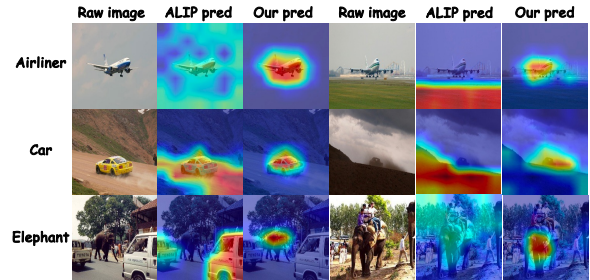 Raw image ALIP pred Our pred Raw image ALIP pred Our pred
Airliner
Car
Elephant